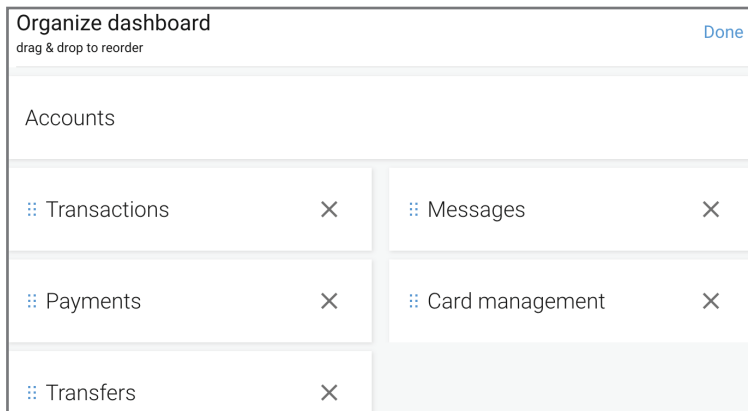 Organize dashboard
Done
drag & drop to reorder
Accounts
Transactions
Messages
Payments
Card management
Transfers